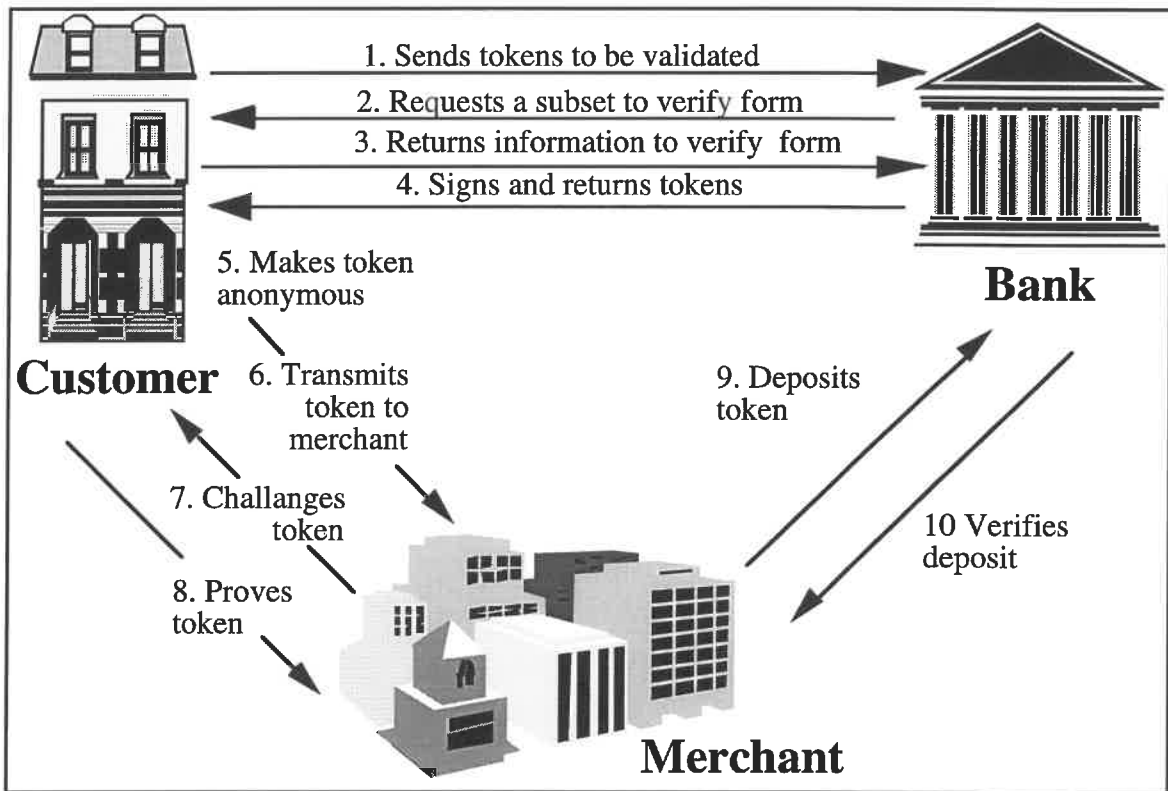 1. Sends tokens to be validated
2. Requests a subset to verify form
3. Returns information to verify form
4. Signs and returns tokens
5. Makes token
anonymous
Bank
Customer
6. Transmits
token to
merchant
9. Deposits
token
7. Challanges
token
10 Verifies
deposit
8. Proves
token
Merchant